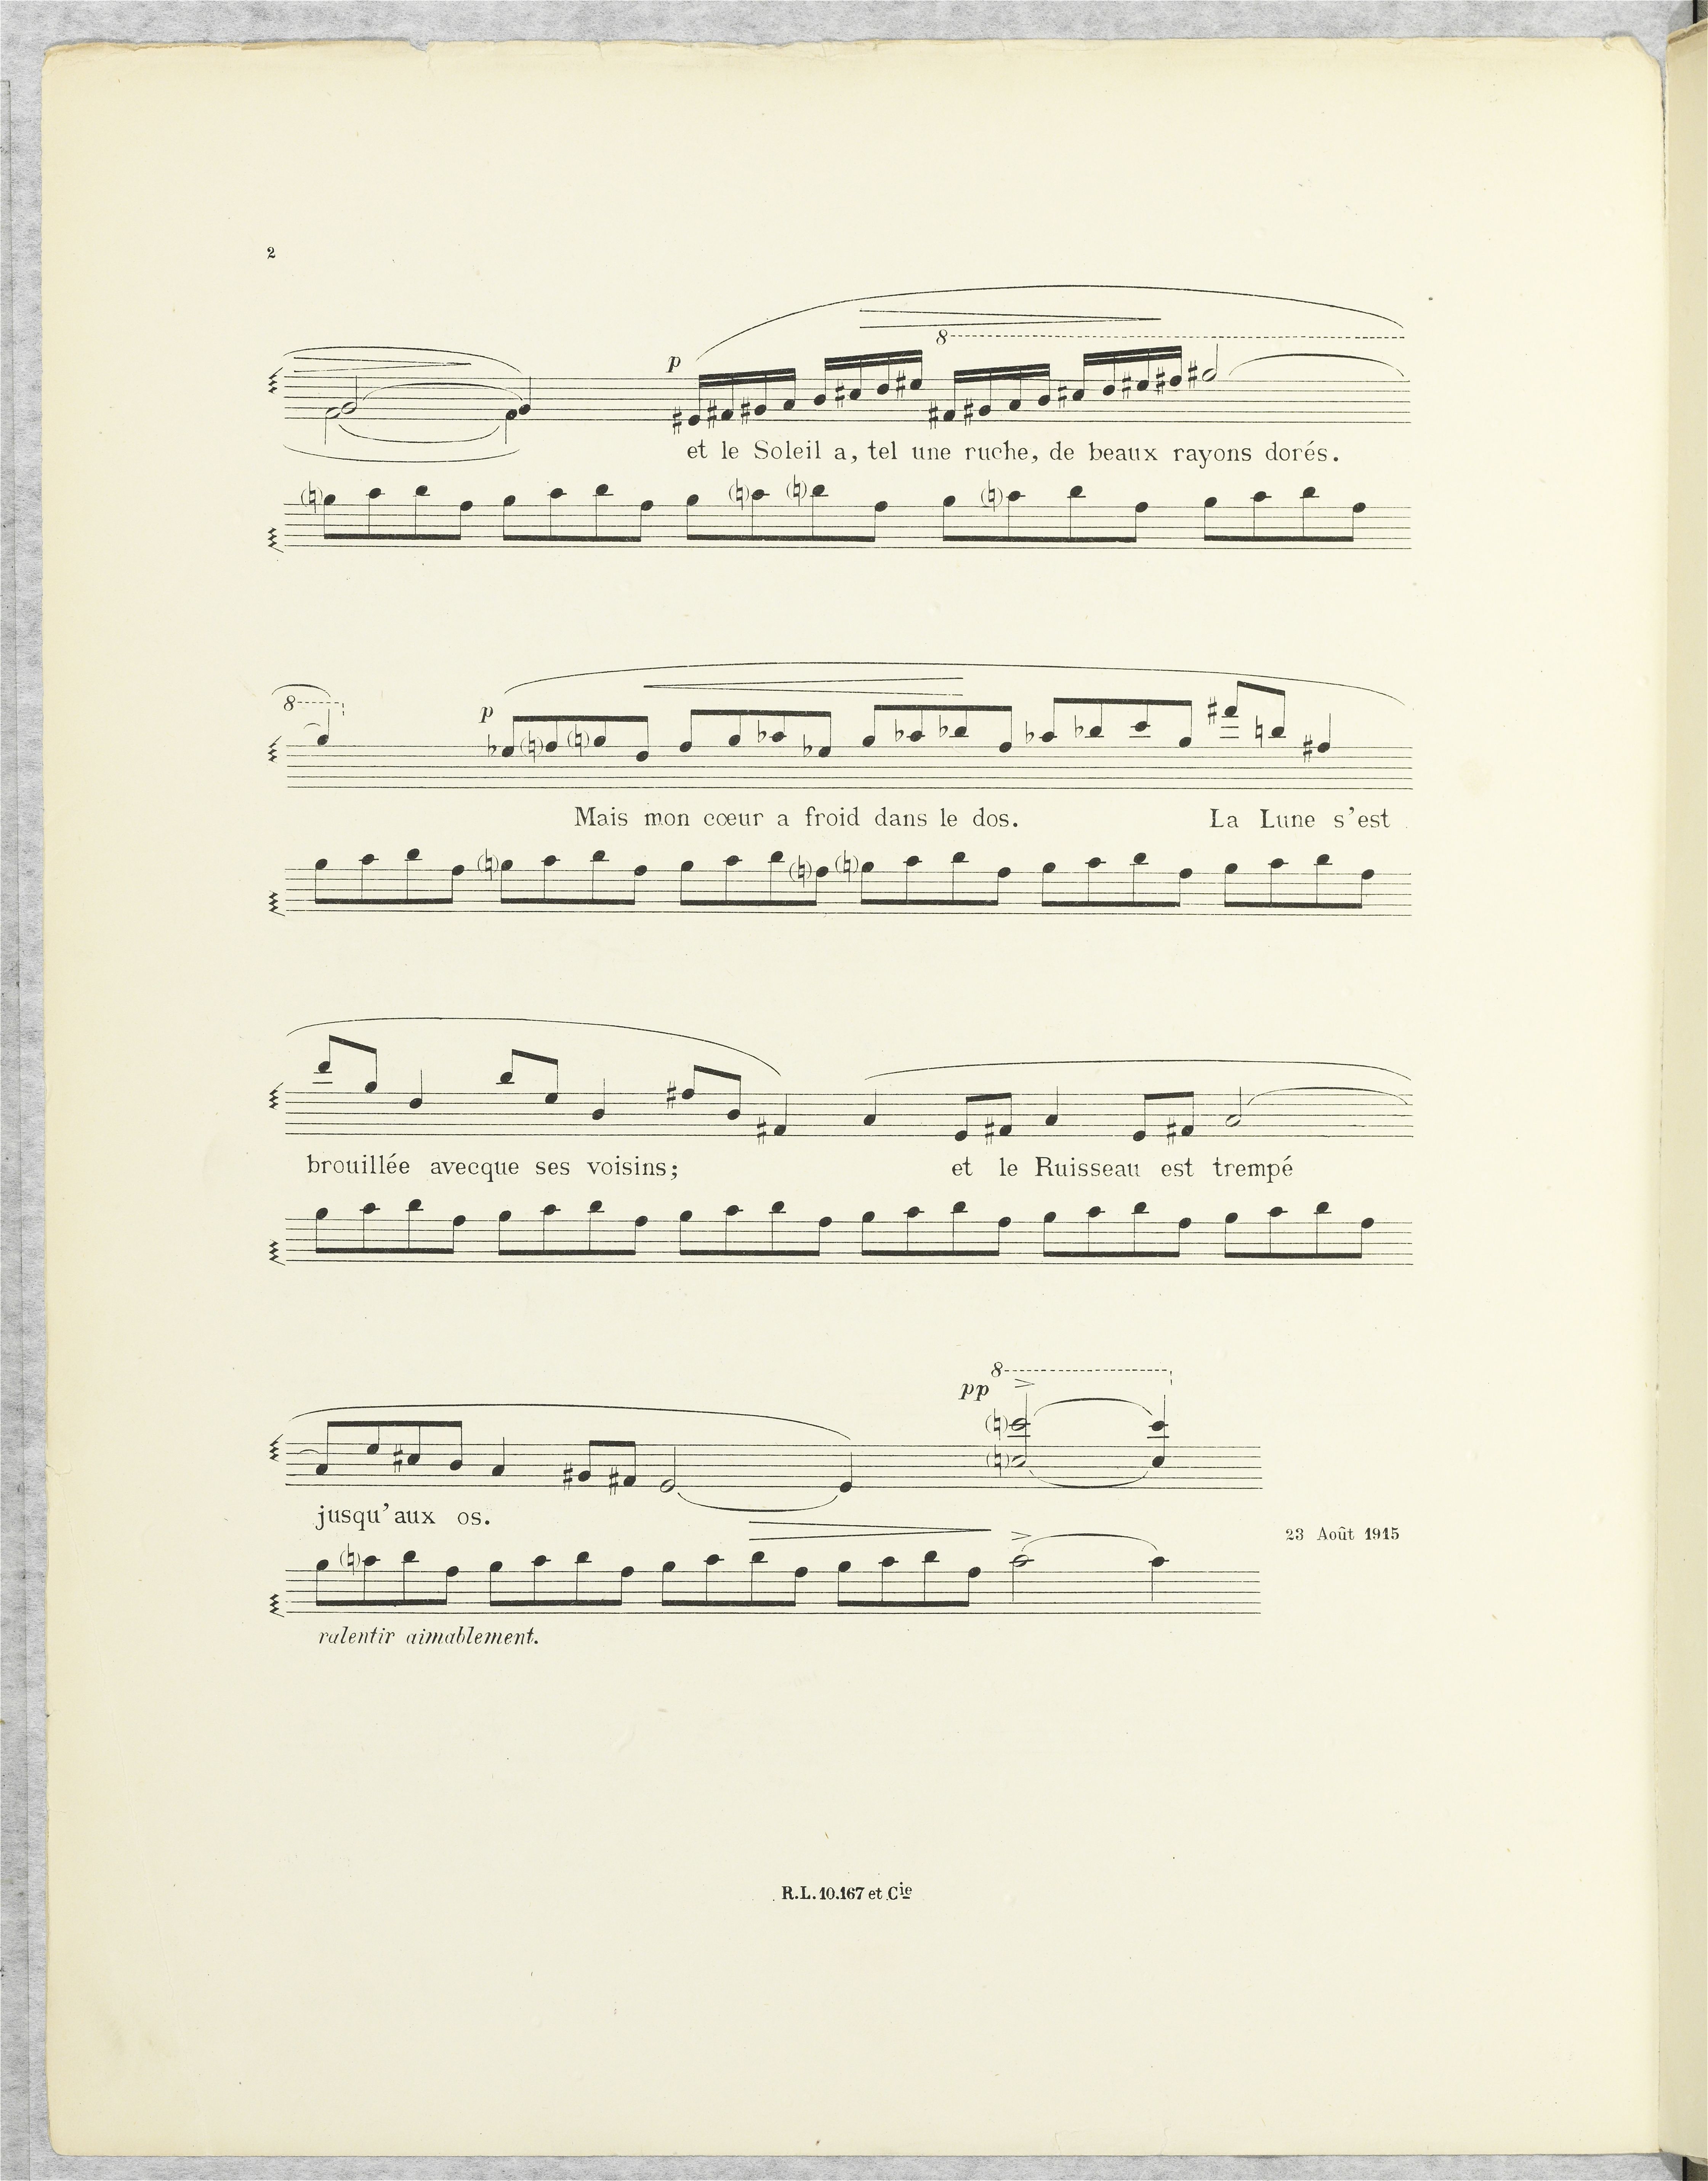 2
p
8
et le Soleil a, tel une ruche, de beaux rayons dorés.
8
p
Mais mon cœur a froid dans le dos. La Lune s'est
brouillée avecque ses voisins; et le Ruisseau est trempé
8
pp
jusqu'aux os.
23 Août 1915
ralentir aimablement.
R.L.10.167 et Cie